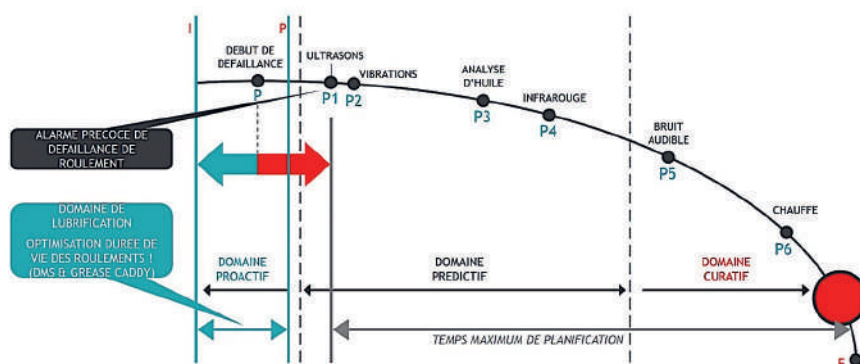 I
P
DEBUT DE
DEFAILLANCE
ULTRASONS
VIBRATIONS
ANALYSE
D'HUILE
INFRAROUGE
BRUIT
AUDIBLE
CHAUFFE
P
P1
P2
P3
P4
P5
P6
ALARME PRECOCE DE
DEFAILLANCE DE
ROULEMENT
DOMAINE DE
LUBRIFICATION
OPTIMISATION DUREE DE
VIE DES ROULEMENTS !
(DMS & GREASE CADDY)
DOMAINE
PROACTIF
DOMAINE
PREDICTIF
DOMAINE
CURATIF
TEMPS MAXIMUM DE PLANIFICATION
F